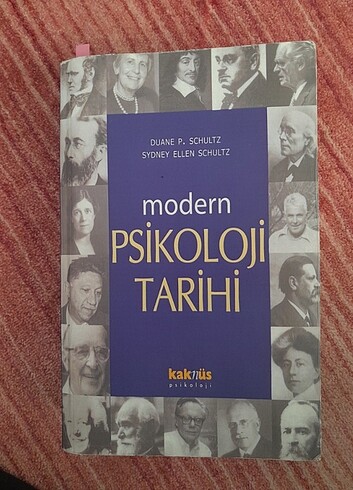 DUANE P. SCHULTZ
SYDNEY ELLEN SCHULTZ
modern
PSİKOLOJİ
TARİHİ
kaknüs
psikoloji